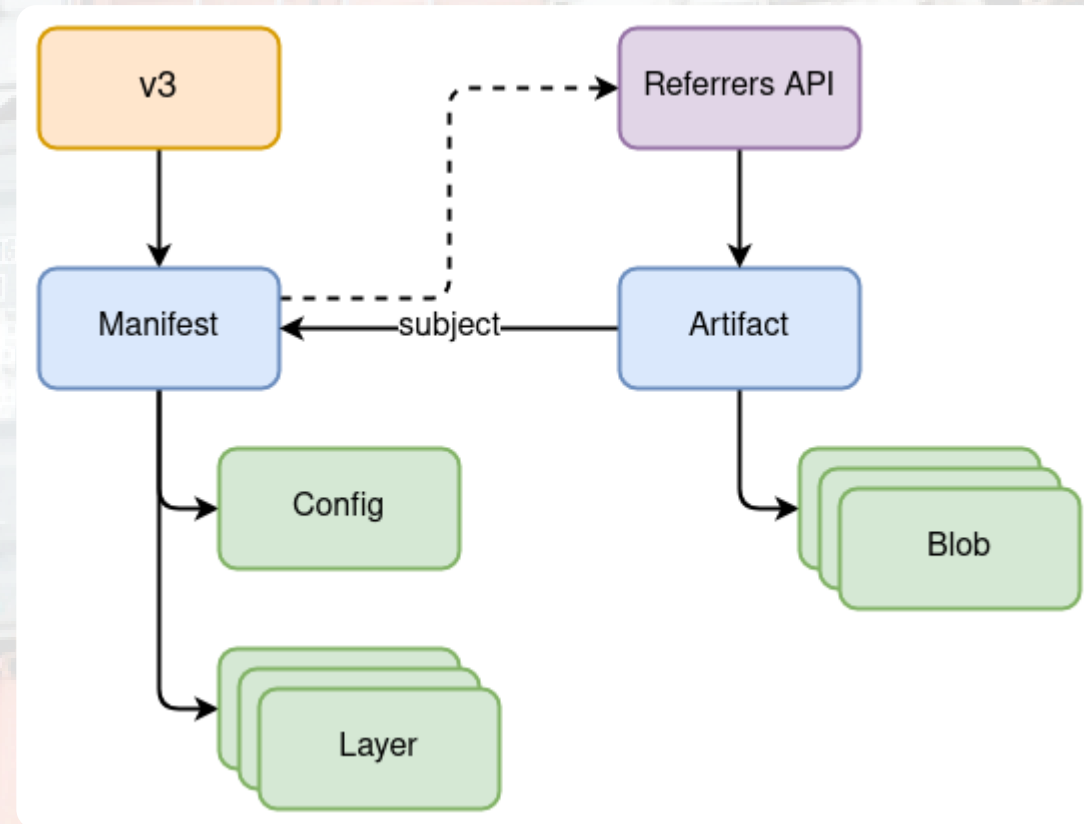 v3
Referrers API
Manifest
subject
Artifact
Config
Blob
Layer